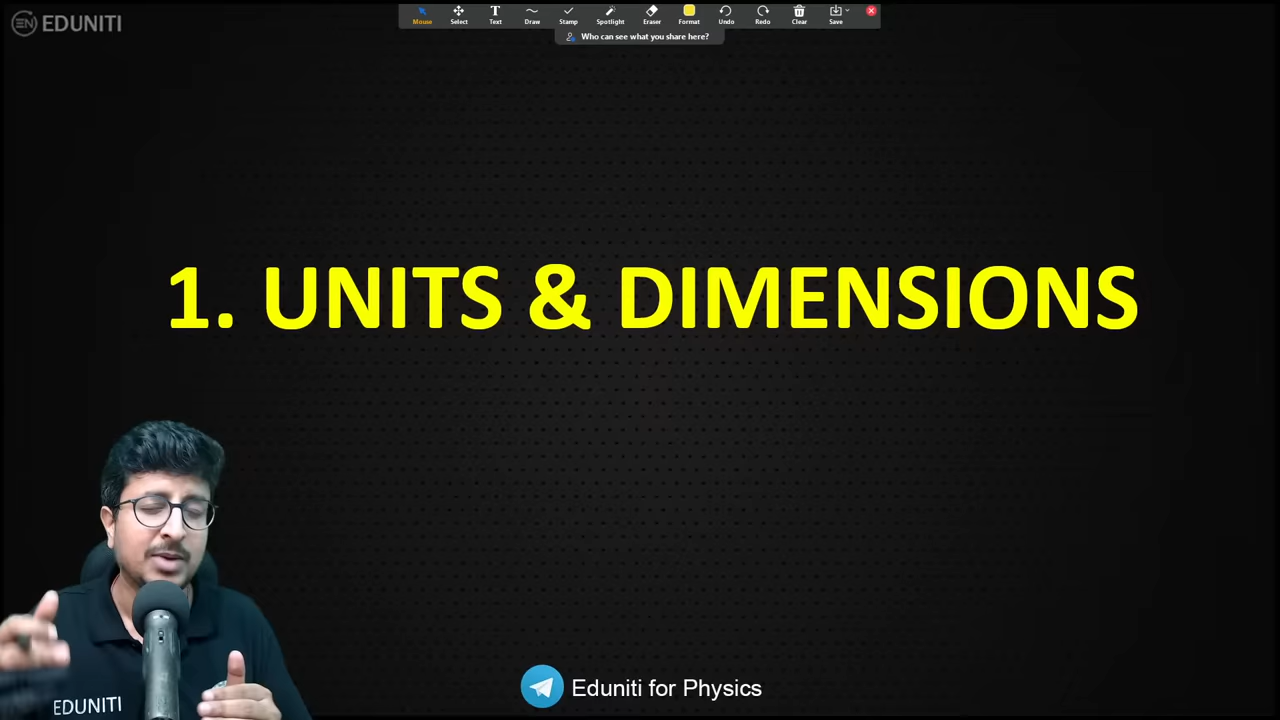 EDUNITI
Mouse Select Text Draw Stamp Spotlight Eraser Format Undo Redo Clear Save
Who can see what you share here?
1. UNITS & DIMENSIONS
EDUNITI
Eduniti for Physics